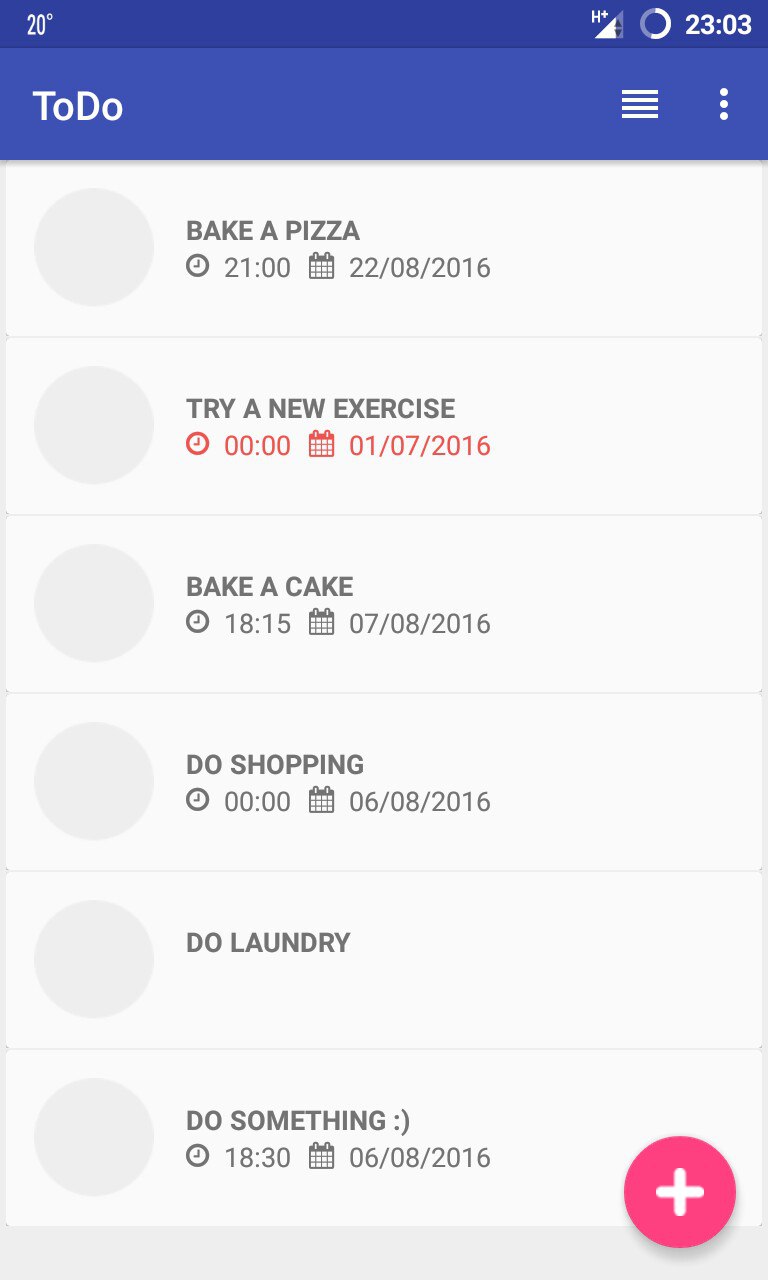 20°
H+ 23:03
ToDo
BAKE A PIZZA
21:00 22/08/2016
TRY A NEW EXERCISE
00:00 01/07/2016
BAKE A CAKE
18:15 07/08/2016
DO SHOPPING
00:00 06/08/2016
DO LAUNDRY
DO SOMETHING :)
18:30 06/08/2016